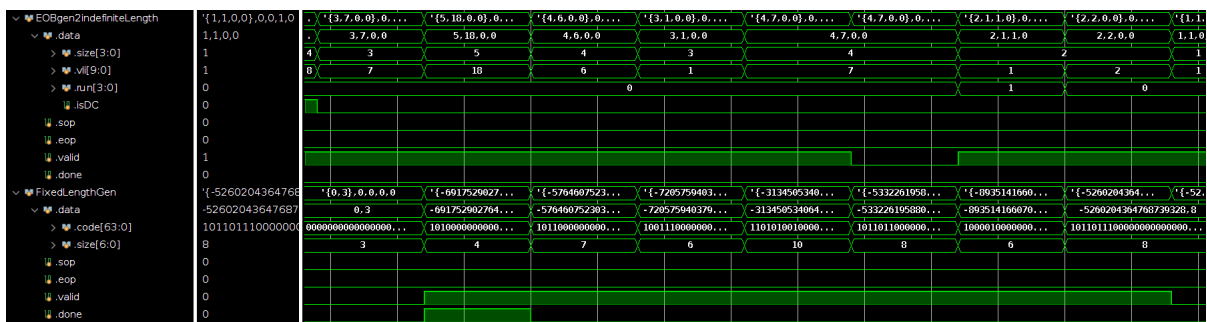 EOBgen2indefiniteLength '{1,1,0,0},0,0,1,0 . '{3,7,0,0},0,... '{5,18,0,0},0... '{4,6,0,0},0,... '{3,1,0,0},0,... '{4,7,0,0},0,... '{4,7,0,0},0,... '{2,1,1,0},0,... '{2,2,0,0},0,... '{1,1.
.data 1,1,0,0 . 3,7,0,0 5,18,0,0 4,6,0,0 3,1,0,0 4,7,0,0 2,1,1,0 2,2,0,0 1,1,0
.size[3:0] 1 4 3 5 4 3 4 2 1
.vli[9:0] 1 8 7 18 6 1 7 1 2 1
.run[3:0] 0 0 1 0
.isDC 0
.sop 0
.eop 0
.valid 1
.done 0
FixedLengthGen '{-5260204364768 '{0,3},0,0,0,0 '{-6917529027... '{-5764607523... '{-7205759403... '{-3134505340... '{-5332261958... '{-8935141660... '{-5260204364... '{-52.
.data -52602043647687 0,3 -691752902764... -576460752303... -720575940379... -313450534064... -533226195880... -893514166070... -5260204364768739328,8
.code[63:0] 101101110000000 0000000000000000... 1010000000000... 1011000000000... 1001110000000... 1101010010000... 1011011000000... 1000010000000... 1011011100000000000000000...
.size[6:0] 8 3 4 7 6 10 8 6 8
.sop 0
.eop 0
.valid 0
.done 0